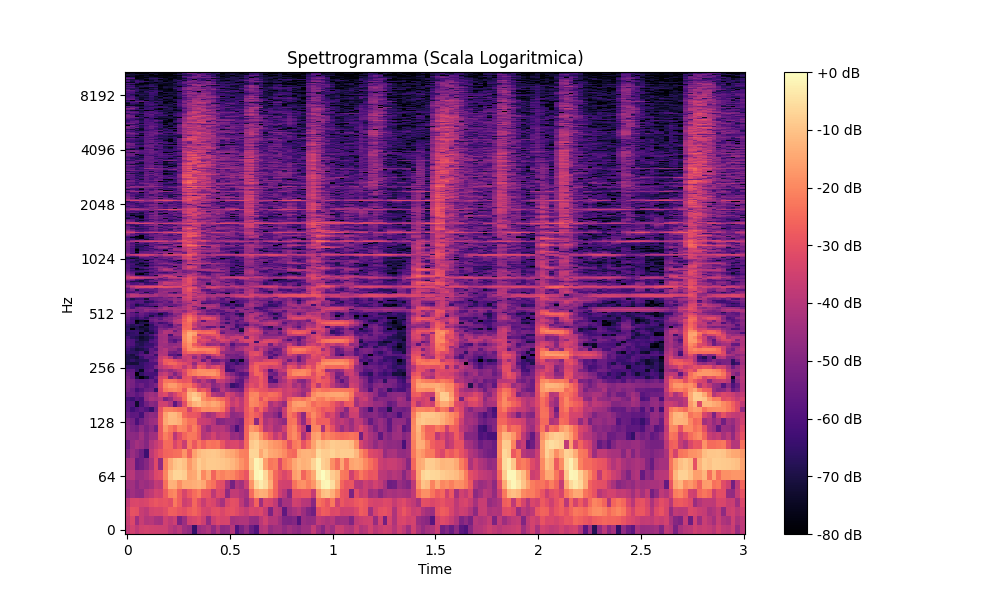 Spettrogramma (Scala Logaritmica)
Hz
8192
4096
2048
1024
512
256
128
64
0
0
0.5
1
1.5
2
2.5
3
Time
+0 dB
-10 dB
-20 dB
-30 dB
-40 dB
-50 dB
-60 dB
-70 dB
-80 dB